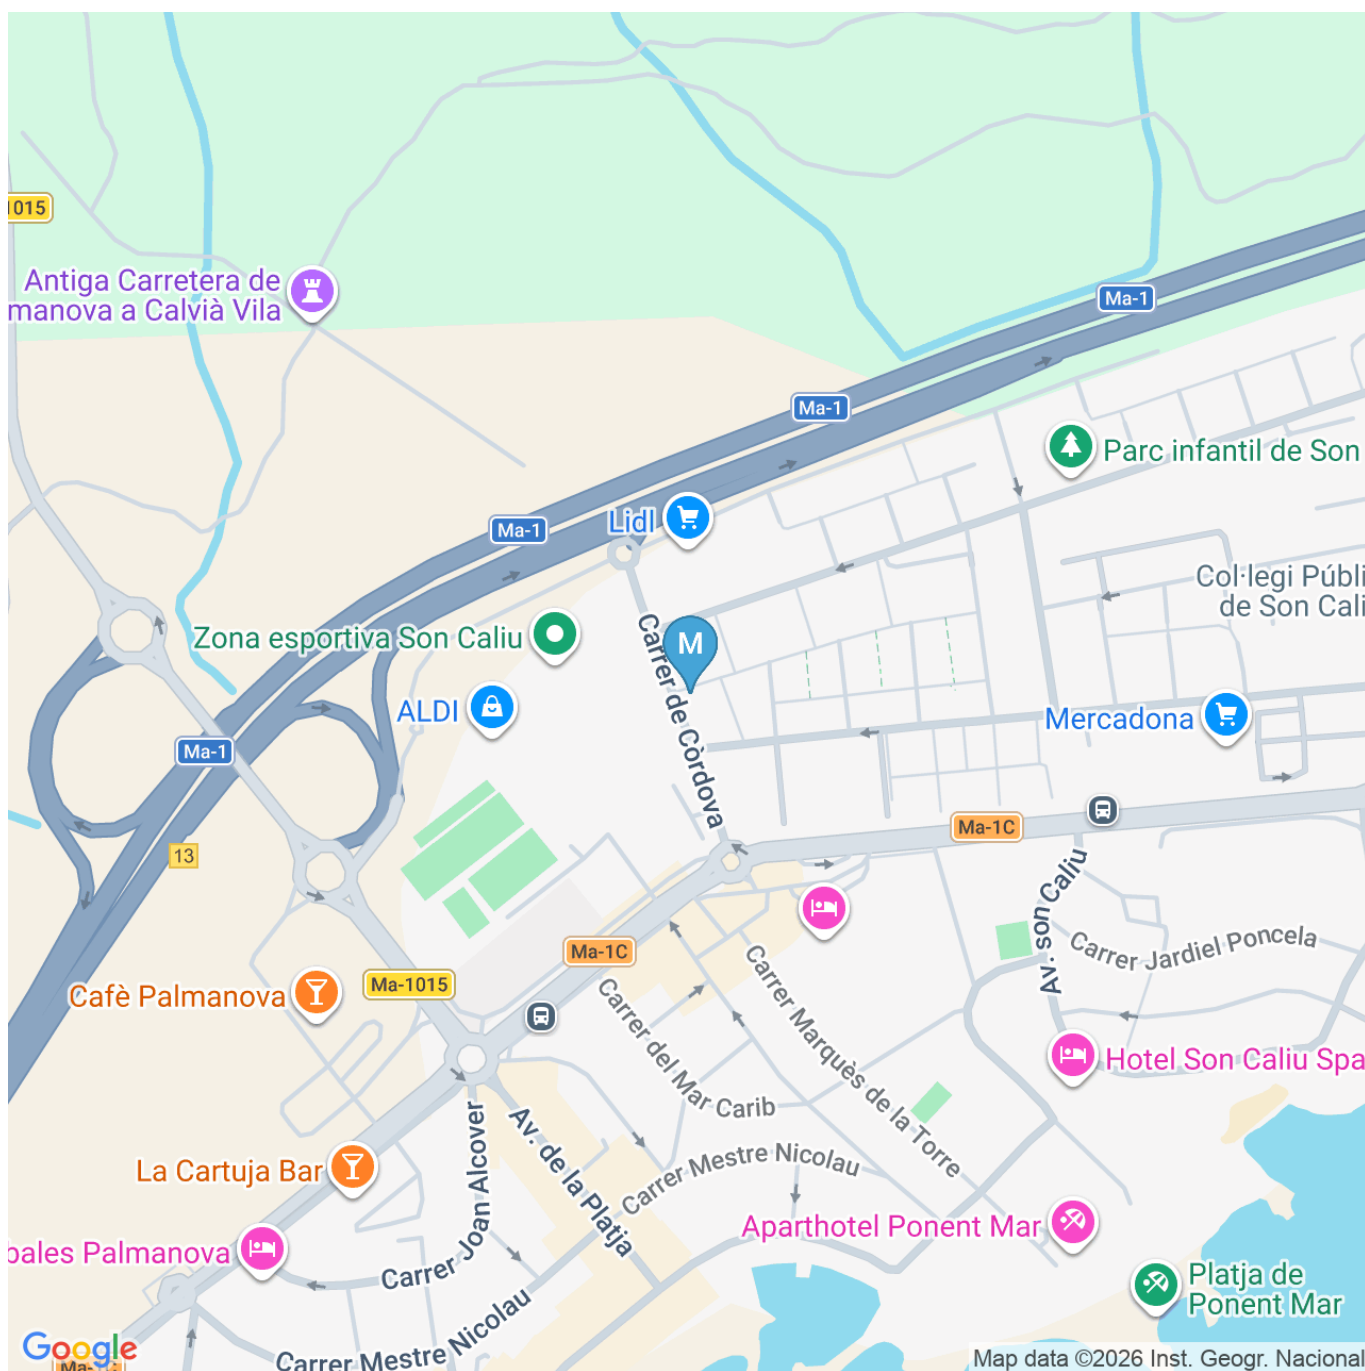 1015
Antiga Carretera de
manova a Calvià Vila
Ma-1
Ma-1
Parc infantil de Son
Lidl
Ma-1
Col·legi Públi
de Son Cali
Zona esportiva Son Caliu
M
Carrer de Còrdova
ALDI
Mercadona
Ma-1
Ma-1C
13
Av. son Caliu
Carrer Jardiel Poncela
Ma-1C
Ma-1015
Cafè Palmanova
Carrer Marquès de la Torre
Carrer del Mar Carib
Hotel Son Caliu Spa
Carrer Joan Alcover
Av. de la Platja
Carrer Mestre Nicolau
La Cartuja Bar
Aparthotel Ponent Mar
bales Palmanova
Platja de
Ponent Mar
Carrer Mestre Nicolau
Google
Ma-1C
Map data ©2026 Inst. Geogr. Nacional